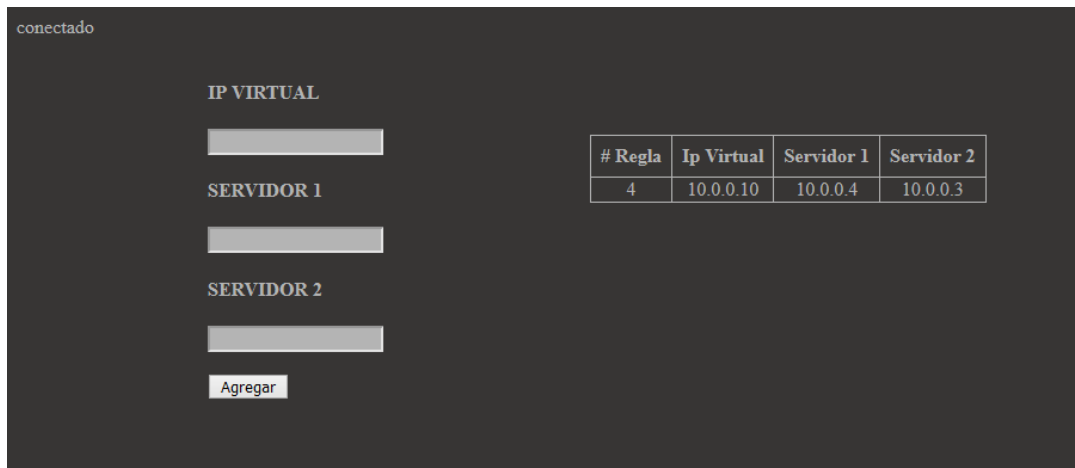 conectado
IP VIRTUAL
SERVIDOR 1
SERVIDOR 2
Agregar
# Regla Ip Virtual Servidor 1 Servidor 2
4 10.0.0.10 10.0.0.4 10.0.0.3